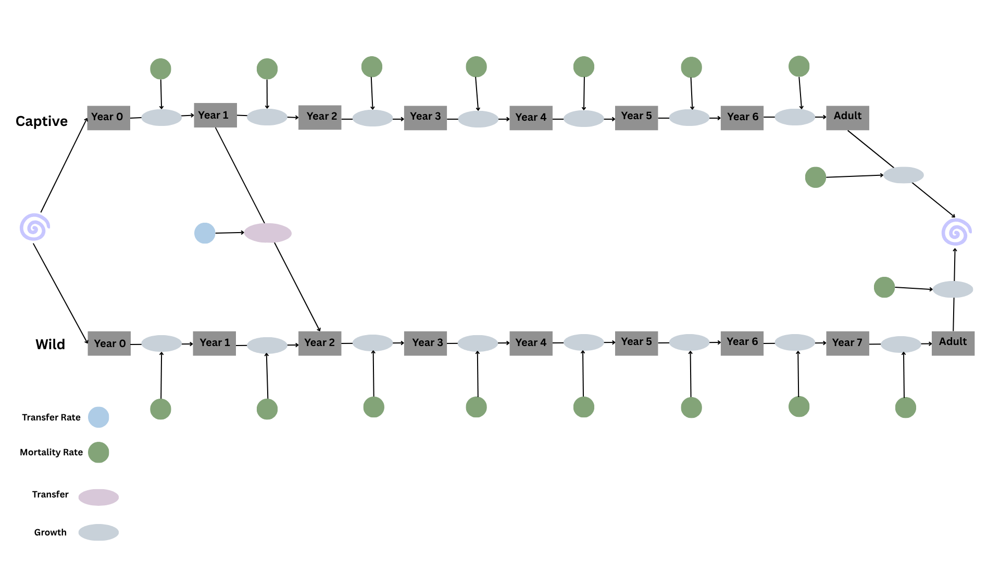 Captive
Year 0
Year 1
Year 2
Year 3
Year 4
Year 5
Year 6
Adult
Wild
Year 0
Year 1
Year 2
Year 3
Year 4
Year 5
Year 6
Year 7
Adult
Transfer Rate
Mortality Rate
Transfer
Growth